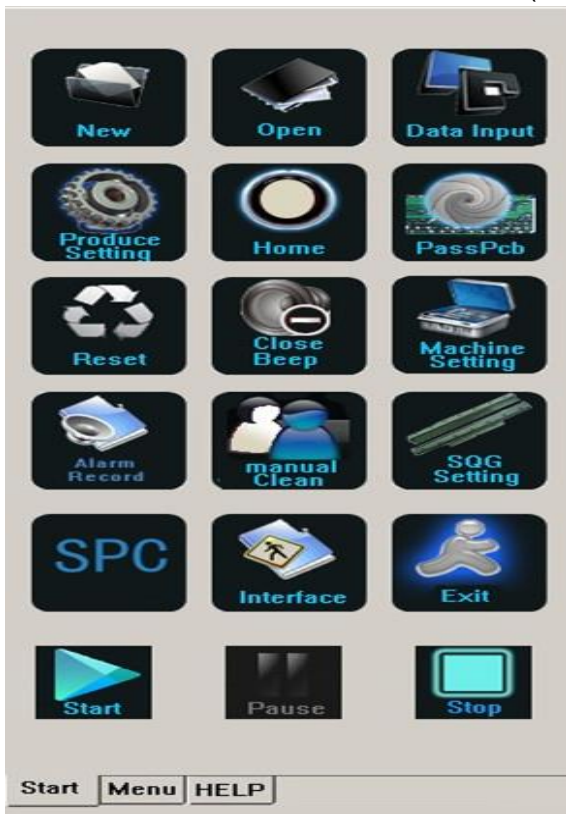 New
Open
Data Input
Produce
Setting
Home
PassPcb
Reset
Close
Beep
Machine
Setting
Alarm
Record
manual
Clean
SQG
Setting
SPC
Interface
Exit
Start
Pause
Stop
Start
Menu
HELP